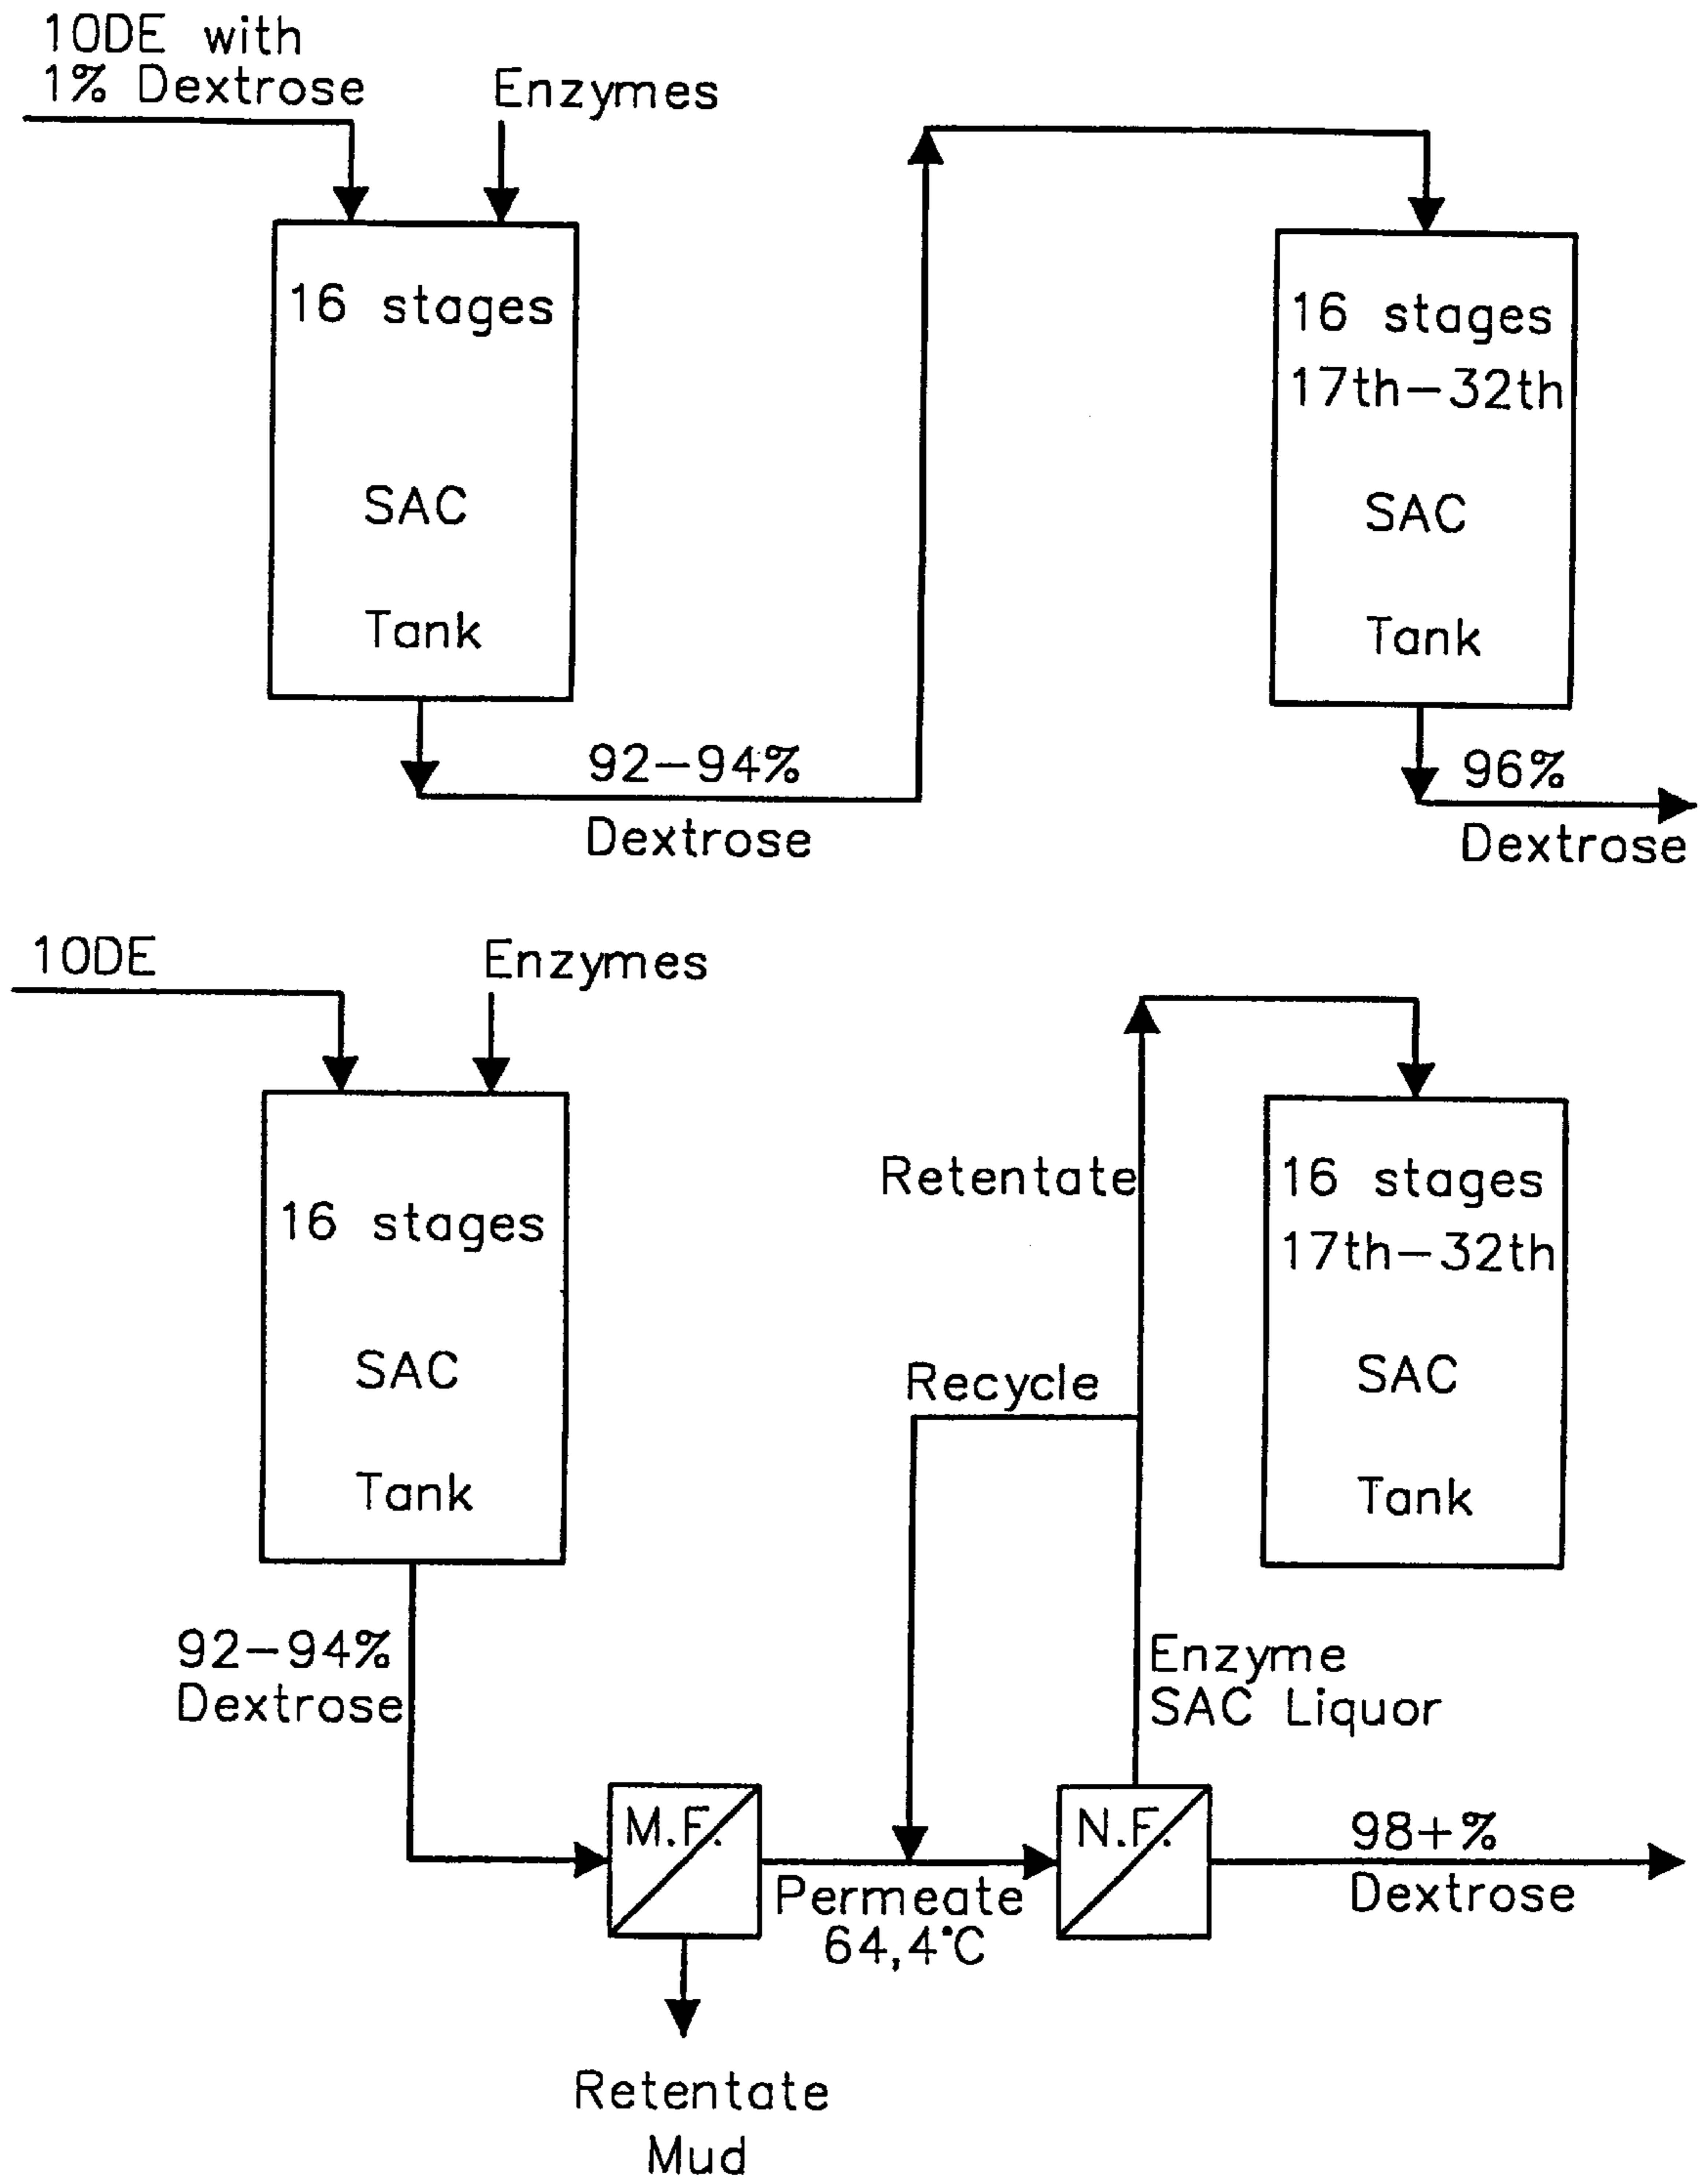 10DE with
1% Dextrose
Enzymes
16 stages
SAC
Tank
92-94%
Dextrose
16 stages
17th-32th
SAC
Tank
96%
Dextrose
10DE
Enzymes
16 stages
SAC
Tank
92-94%
Dextrose
M.F.
Retentate
Mud
Permeate
64,4°C
Recycle
Retentate
Enzyme
SAC Liquor
N.F.
98+%
Dextrose
16 stages
17th-32th
SAC
Tank